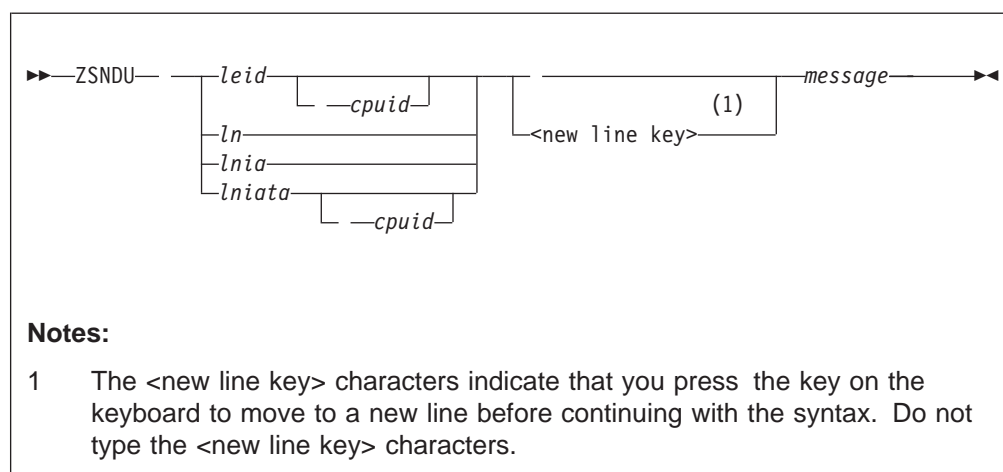 ZSNDU leid message
cpuid (1)
ln <new line key>
lnia
lniata
cpuid
Notes:
1 The <new line key> characters indicate that you press the key on the
keyboard to move to a new line before continuing with the syntax. Do not
type the <new line key> characters.